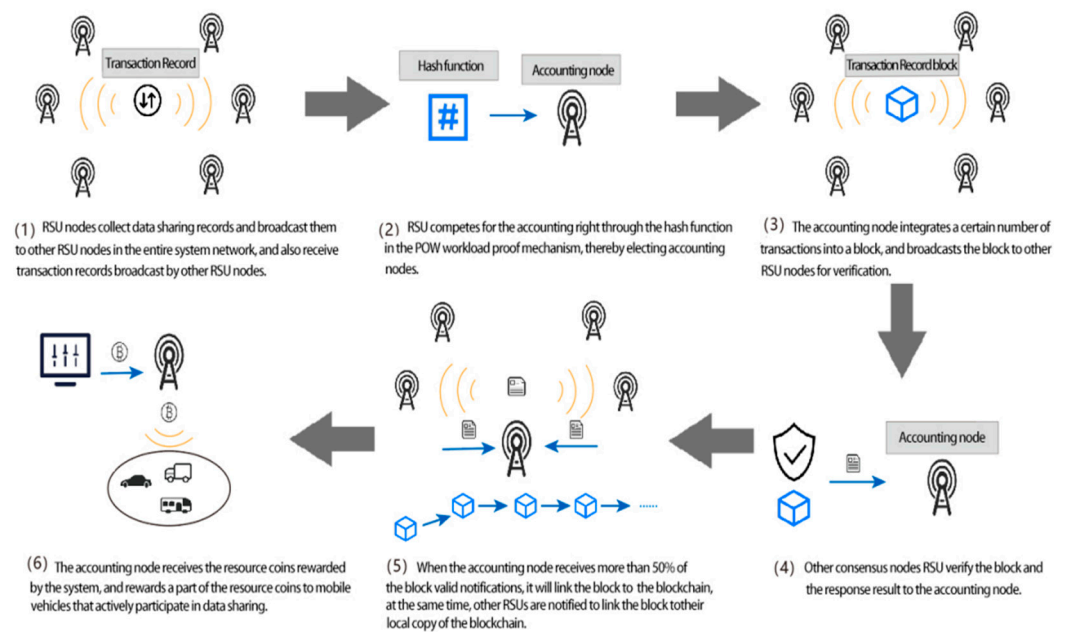 Transaction Record
Hash function
Accounting node
Transaction Record block
(1) RSU nodes collect data sharing records and broadcast them
to other RSU nodes in the entire system network, and also receive
transaction records broadcast by other RSU nodes.
(2) RSU competes for the accounting right through the hash function
in the POW workload proof mechanism, thereby electing accounting
nodes.
(3) The accounting node integrates a certain number of
transactions into a block, and broadcasts the block to other
RSU nodes for verification.
Accounting node
(4) Other consensus nodes RSU verify the block and
the response result to the accounting node.
(5) When the accounting node receives more than 50% of
the block valid notifications, it will link the block to the blockchain,
at the same time, other RSUs are notified to link the block totheir
local copy of the blockchain.
(6) The accounting node receives the resource coins rewarded
by the system, and rewards a part of the resource coins to mobile
vehicles that actively participate in data sharing.